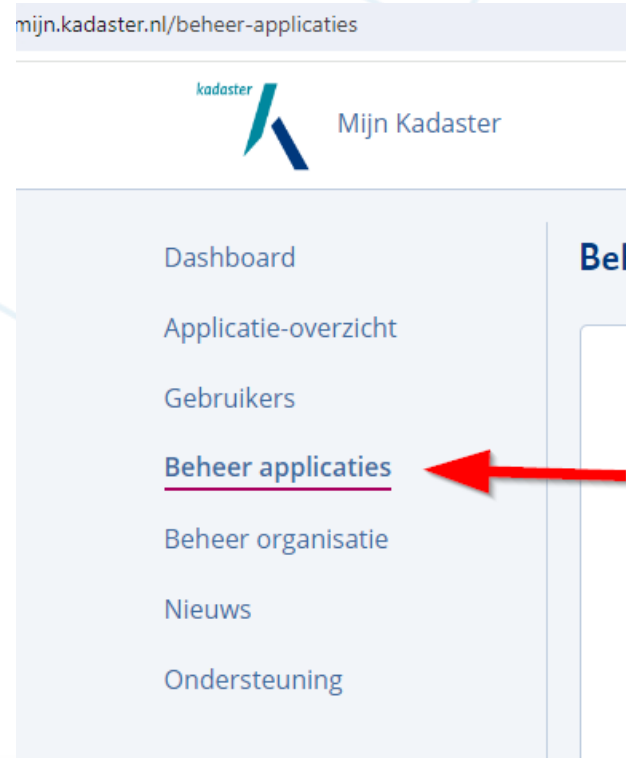 mijn.kadaster.nl/beheer-applicaties
kadaster
Mijn Kadaster
Dashboard
Applicatie-overzicht
Gebruikers
Beheer applicaties
Beheer organisatie
Nieuws
Ondersteuning